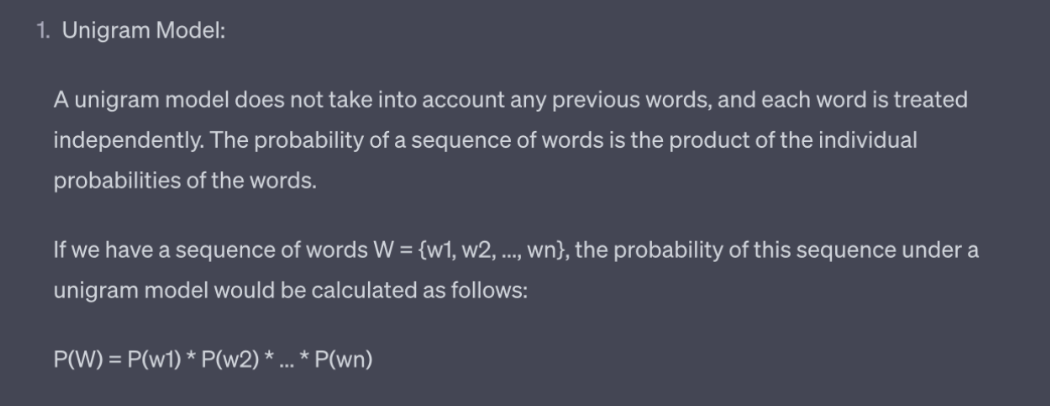 1. Unigram Model:
A unigram model does not take into account any previous words, and each word is treated
independently. The probability of a sequence of words is the product of the individual
probabilities of the words.
If we have a sequence of words W = {w1, w2, ..., wn}, the probability of this sequence under a
unigram model would be calculated as follows:
P(W) = P(w1) * P(w2) * ... * P(wn)